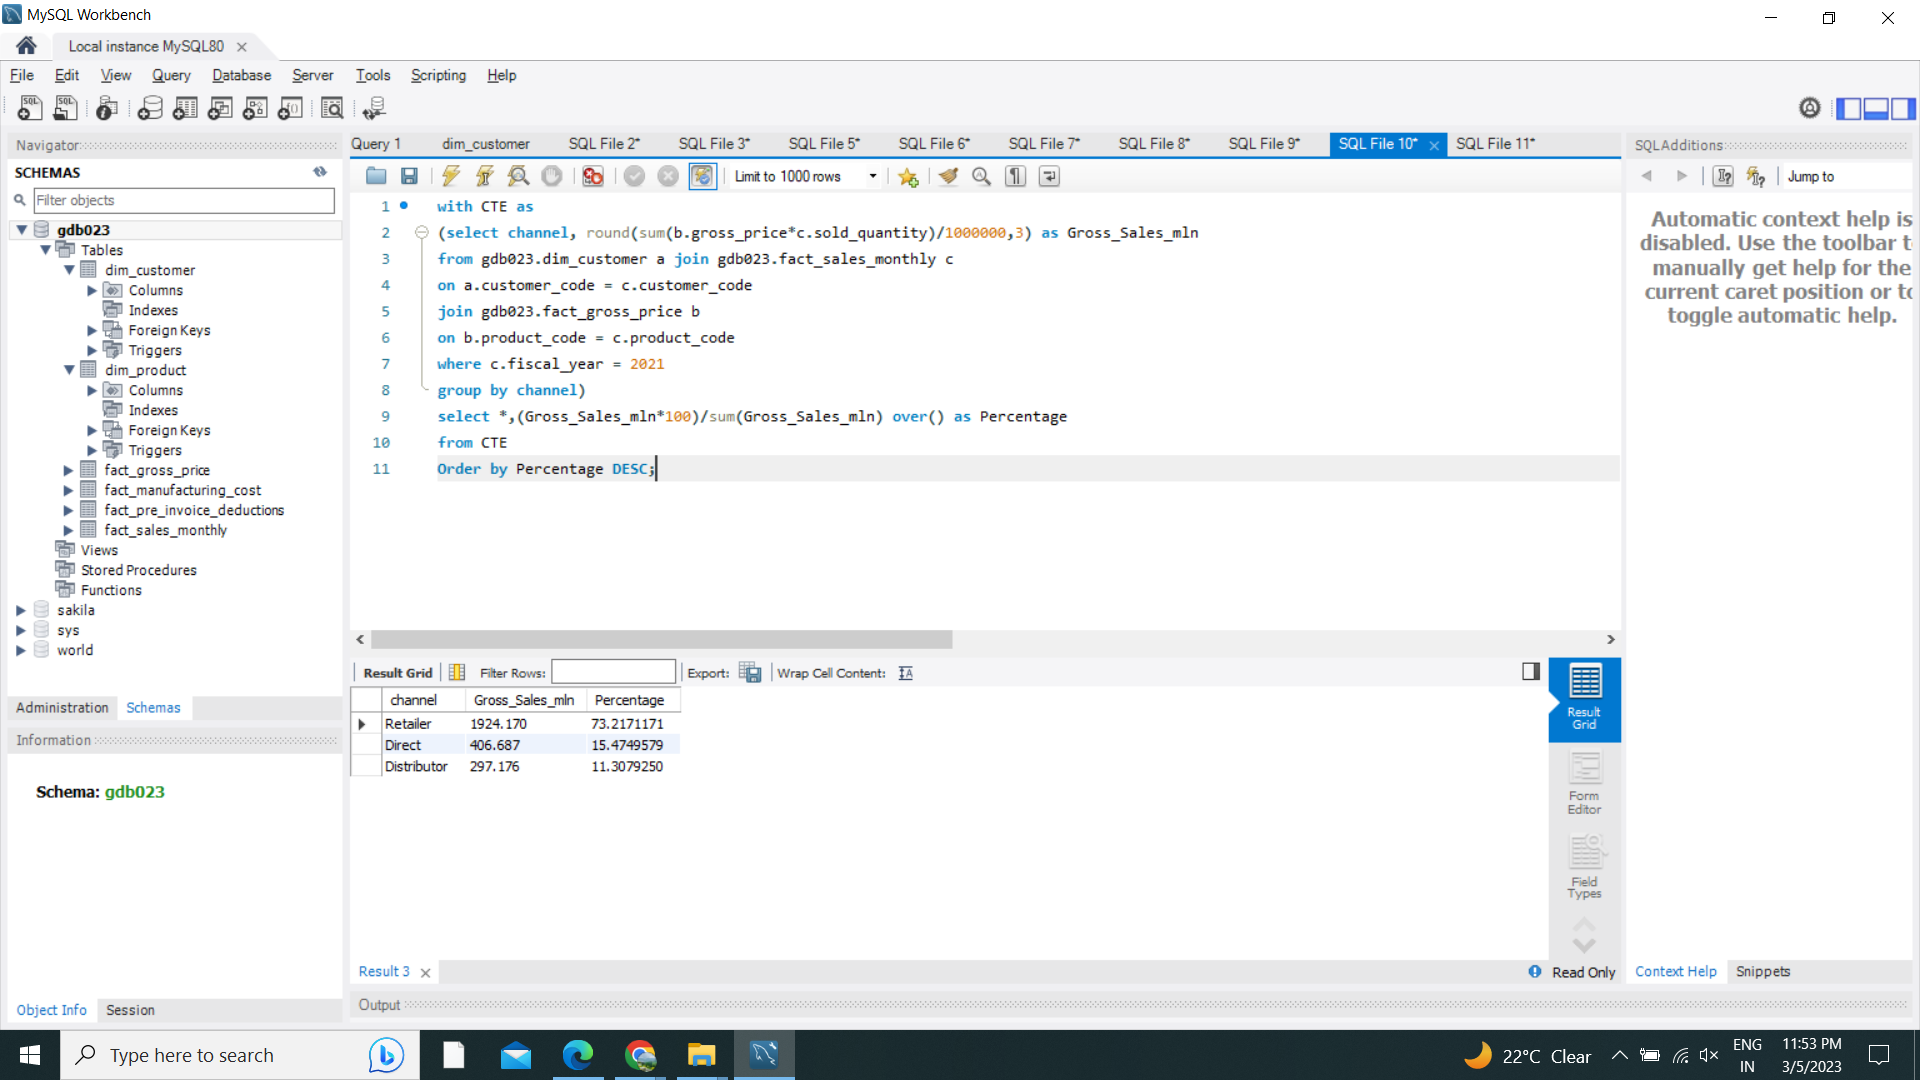 MySQL Workbench
Local instance MySQL80
File Edit View Query Database Server Tools Scripting Help
Navigator
SCHEMAS
Filter objects
gdb023
Tables
dim_customer
Columns
Indexes
Foreign Keys
Triggers
dim_product
Columns
Indexes
Foreign Keys
Triggers
fact_gross_price
fact_manufacturing_cost
fact_pre_invoice_deductions
fact_sales_monthly
Views
Stored Procedures
Functions
sakila
sys
world
Administration Schemas
Information
Schema: gdb023
Object Info Session
Query 1 dim_customer SQL File 2* SQL File 3* SQL File 5* SQL File 6* SQL File 7* SQL File 8* SQL File 9* SQL File 10* SQL File 11*
Limit to 1000 rows
1 with CTE as
2 (select channel, round(sum(b.gross_price*c.sold_quantity)/1000000,3) as Gross_Sales_mln
3 from gdb023.dim_customer a join gdb023.fact_sales_monthly c
4 on a.customer_code = c.customer_code
5 join gdb023.fact_gross_price b
6 on b.product_code = c.product_code
7 where c.fiscal_year = 2021
8 group by channel)
9 select *,(Gross_Sales_mln*100)/sum(Gross_Sales_mln) over() as Percentage
10 from CTE
11 Order by Percentage DESC;
Result Grid Filter Rows: Export: Wrap Cell Content:
channel Gross_Sales_mln Percentage
Retailer 1924.170 73.2171171
Direct 406.687 15.4749579
Distributor 297.176 11.3079250
Result Grid
Form Editor
Field Types
Result 3
Read Only
Output
SQLAdditions
Jump to
Automatic context help is
disabled. Use the toolbar t
manually get help for the
current caret position or to
toggle automatic help.
Context Help Snippets
Type here to search
22°C Clear
ENG
IN
11:53 PM
3/5/2023